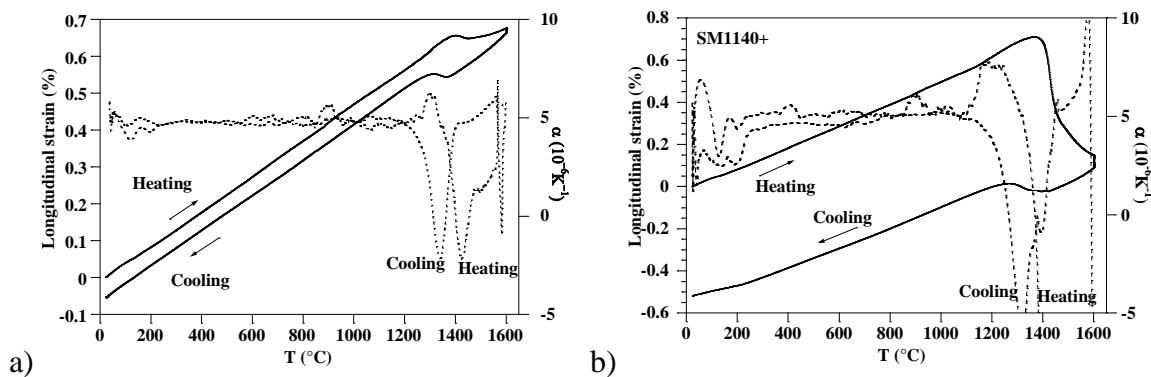 0.7
0.6
0.5
0.4
0.3
0.2
0.1
0
-0.1
Longitudinal strain (%)
0 200 400 600 800 1000 1200 1400 1600
T (°C)
10
5
0
-5
α (10⁻⁶K⁻¹)
Heating
Cooling
Cooling
Heating
a)
0.8
0.6
0.4
0.2
0
-0.2
-0.4
-0.6
Longitudinal strain (%)
0 200 400 600 800 1000 1200 1400 1600
T (°C)
10
5
0
-5
α (10⁻⁶K⁻¹)
SM1140+
Heating
Cooling
Cooling
Heating
b)